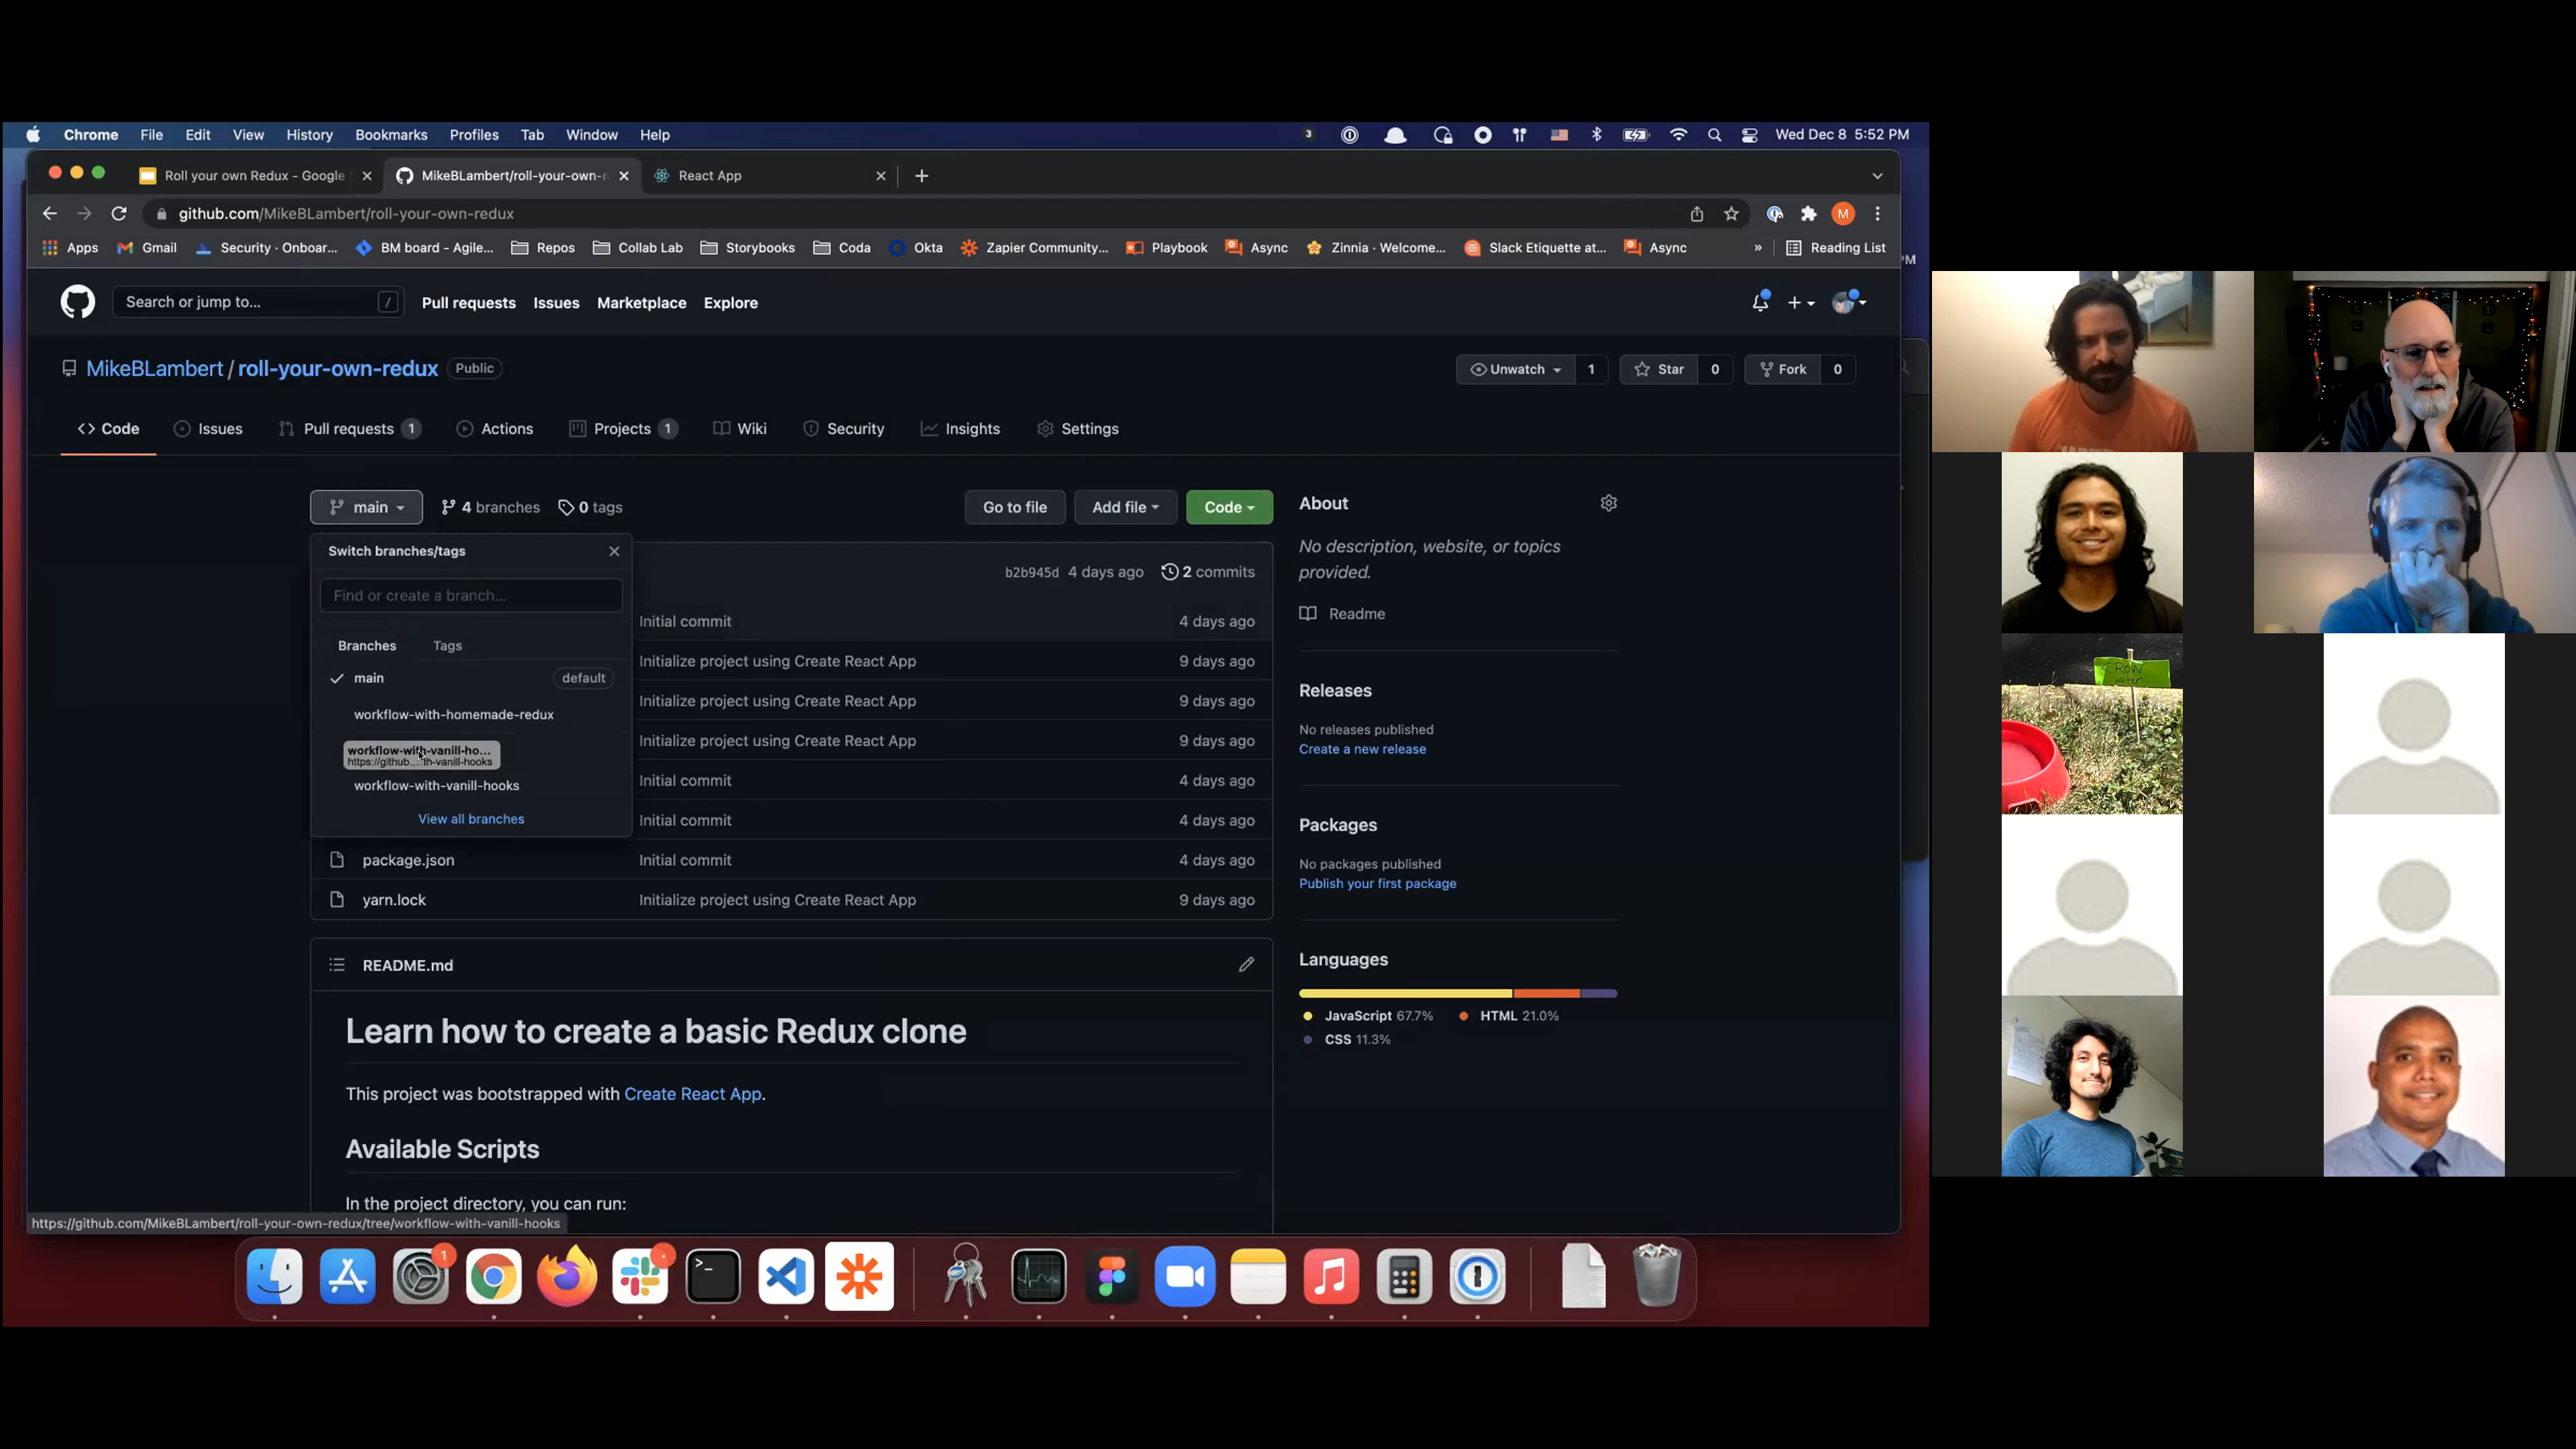 Chrome File Edit View History Bookmarks Profiles Tab Window Help 3 Wed Dec 8 5:52 PM
Roll your own Redux - Google MikeBLambert/roll-your-own-r React App
github.com/MikeBLambert/roll-your-own-redux M
Apps Gmail Security · Onboar... BM board - Agile... Repos Collab Lab Storybooks Coda Okta Zapier Community... Playbook Async Zinnia · Welcome... Slack Etiquette at... Async » Reading List
PM
Search or jump to... / Pull requests Issues Marketplace Explore
MikeBLambert / roll-your-own-redux Public Unwatch 1 Star 0 Fork 0
<> Code Issues Pull requests 1 Actions Projects 1 Wiki Security Insights Settings
main 4 branches 0 tags Go to file Add file Code
Switch branches/tags
Find or create a branch...
Branches Tags
main default
workflow-with-homemade-redux
workflow-with-vanill-ho...
https://github...th-vanill-hooks
workflow-with-vanill-hooks
View all branches
b2b945d 4 days ago 2 commits
Initial commit 4 days ago
Initialize project using Create React App 9 days ago
Initialize project using Create React App 9 days ago
Initialize project using Create React App 9 days ago
Initial commit 4 days ago
Initial commit 4 days ago
package.json Initial commit 4 days ago
yarn.lock Initialize project using Create React App 9 days ago
README.md
Learn how to create a basic Redux clone
This project was bootstrapped with Create React App.
Available Scripts
In the project directory, you can run:
https://github.com/MikeBLambert/roll-your-own-redux/tree/workflow-with-vanill-hooks
About
No description, website, or topics
provided.
Readme
Releases
No releases published
Create a new release
Packages
No packages published
Publish your first package
Languages
JavaScript 67.7% HTML 21.0%
CSS 11.3%
CROW
water
1